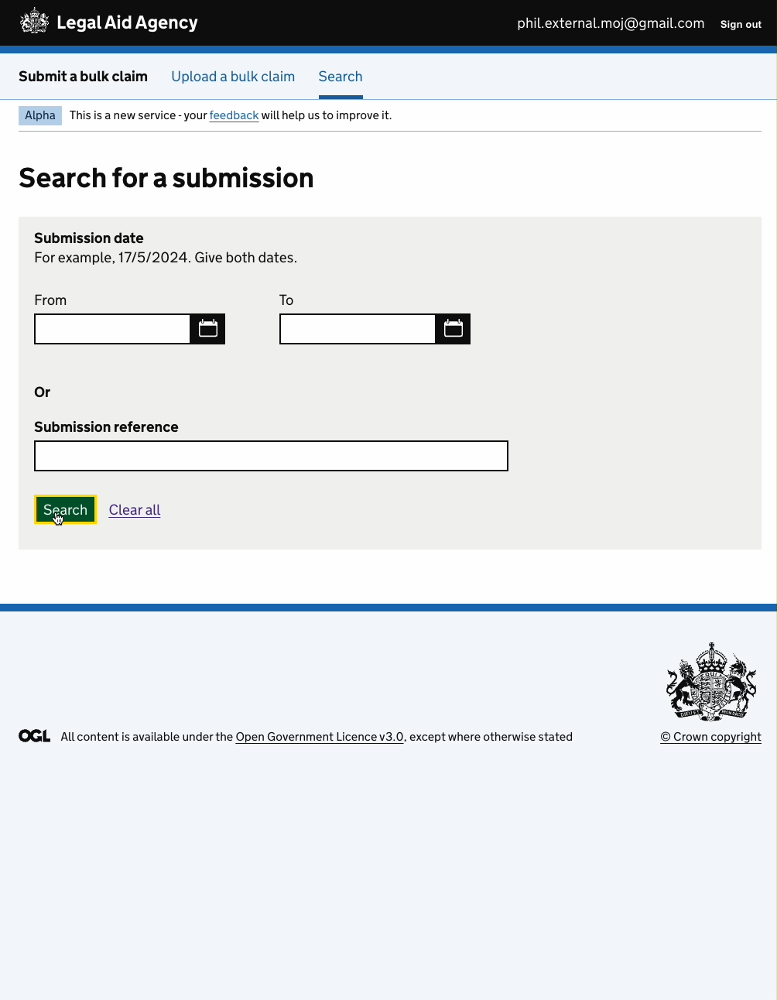 Legal Aid Agency
phil.external.moj@gmail.com Sign out
Submit a bulk claim Upload a bulk claim Search
Alpha This is a new service - your feedback will help us to improve it.
Search for a submission
Submission date
For example, 17/5/2024. Give both dates.
From To
Or
Submission reference
Search Clear all
OGL All content is available under the Open Government Licence v3.0, except where otherwise stated © Crown copyright